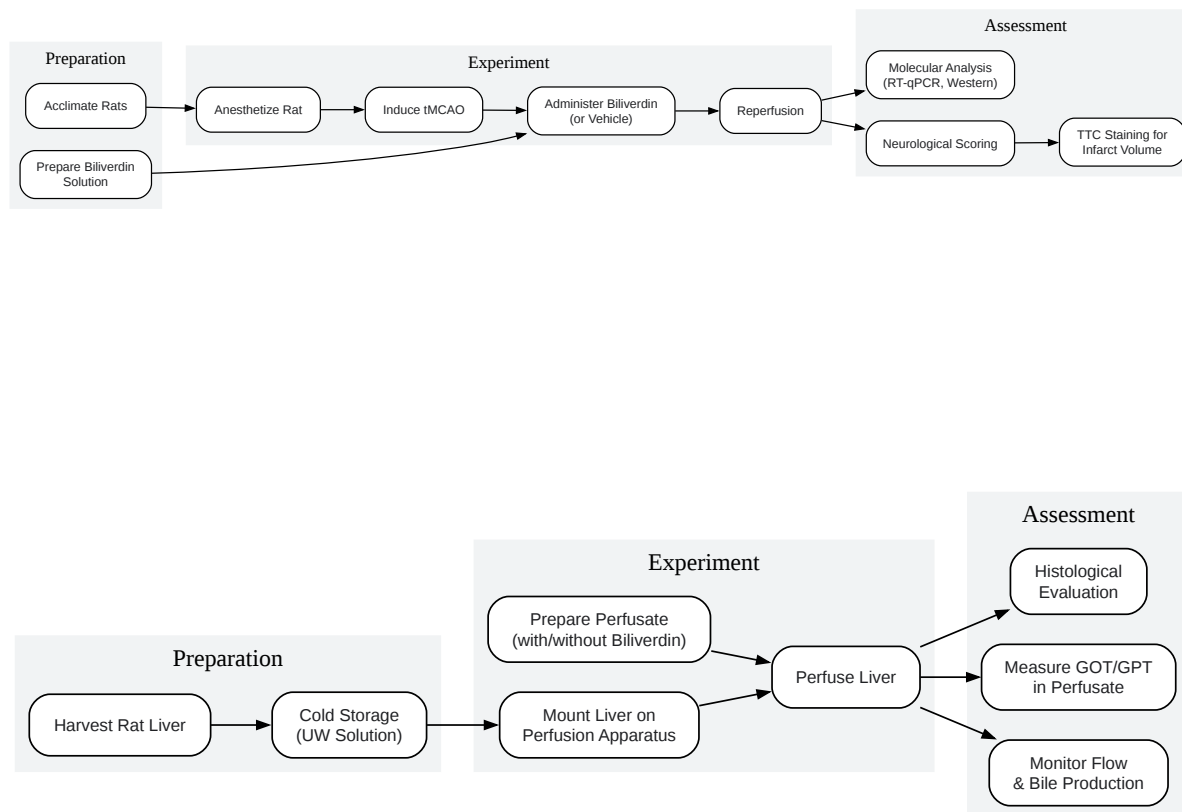 Preparation
Acclimate Rats
Prepare Biliverdin
Solution
Experiment
Anesthetize Rat
Induce tMCAO
Administer Biliverdin
(or Vehicle)
Reperfusion
Assessment
Molecular Analysis
(RT-qPCR, Western)
Neurological Scoring
TTC Staining for
Infarct Volume
Preparation
Harvest Rat Liver
Cold Storage
(UW Solution)
Experiment
Prepare Perfusate
(with/without Biliverdin)
Mount Liver on
Perfusion Apparatus
Perfuse Liver
Assessment
Histological
Evaluation
Measure GOT/GPT
in Perfusate
Monitor Flow
& Bile Production